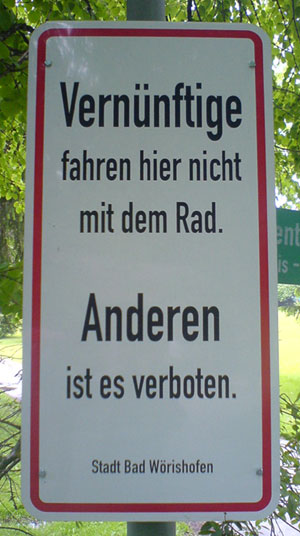 Vernünftige
fahren hier nicht
mit dem Rad.
Anderen
ist es verboten.
Stadt Bad Wörishofen